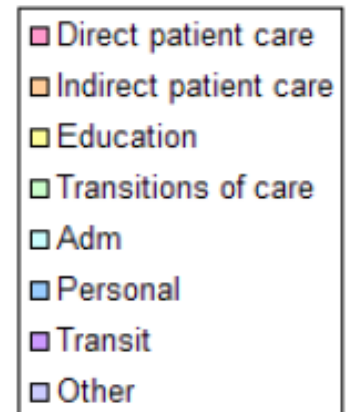 Direct patient care
Indirect patient care
Education
Transitions of care
Adm
Personal
Transit
Other